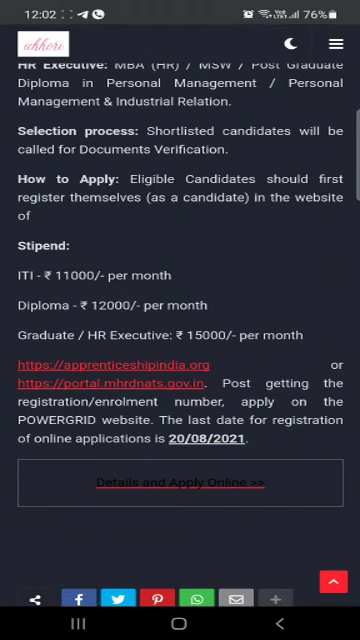 12:02
76%
ichhori
HR Executive: MBA (HR) / MSW / Post Graduate
Diploma in Personal Management / Personal
Management & Industrial Relation.
Selection process: Shortlisted candidates will be
called for Documents Verification.
How to Apply: Eligible Candidates should first
register themselves (as a candidate) in the website
of
Stipend:
ITI - ₹ 11000/- per month
Diploma - ₹ 12000/- per month
Graduate / HR Executive: ₹ 15000/- per month
https://apprenticeshipindia.org or
https://portal.mhrdnats.gov.in. Post getting the
registration/enrolment number, apply on the
POWERGRID website. The last date for registration
of online applications is 20/08/2021.
Details and Apply Online >>